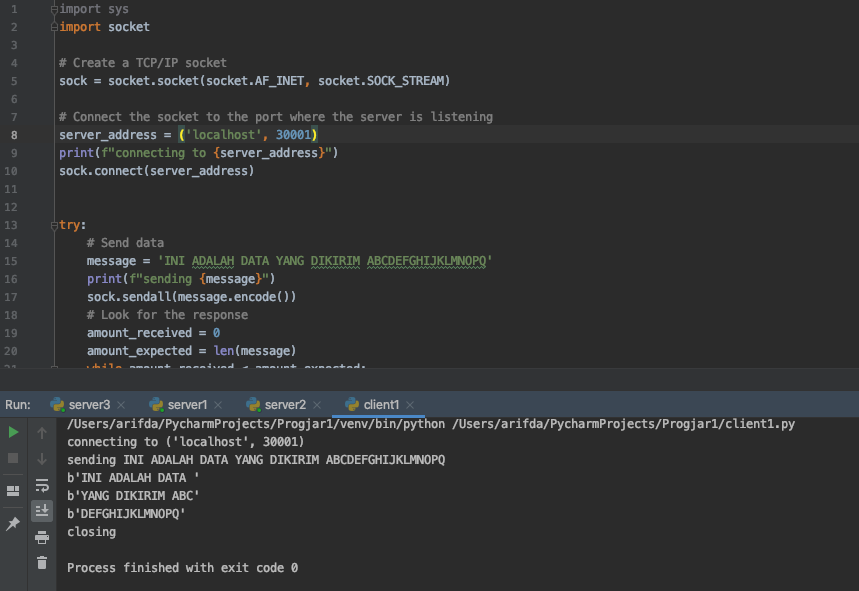 1 import sys
2 import socket
3
4 # Create a TCP/IP socket
5 sock = socket.socket(socket.AF_INET, socket.SOCK_STREAM)
6
7 # Connect the socket to the port where the server is listening
8 server_address = ('localhost', 30001)
9 print(f"connecting to {server_address}")
10 sock.connect(server_address)
11
12
13 try:
14 # Send data
15 message = 'INI ADALAH DATA YANG DIKIRIM ABCDEFGHIJKLMNOPQ'
16 print(f"sending {message}")
17 sock.sendall(message.encode())
18 # Look for the response
19 amount_received = 0
20 amount_expected = len(message)
21 while amount_received < amount_expected:
Run: server3 server1 server2 client1
/Users/arifda/PycharmProjects/Progjar1/venv/bin/python /Users/arifda/PycharmProjects/Progjar1/client1.py
connecting to ('localhost', 30001)
sending INI ADALAH DATA YANG DIKIRIM ABCDEFGHIJKLMNOPQ
b'INI ADALAH DATA '
b'YANG DIKIRIM ABC'
b'DEFGHIJKLMNOPQ'
closing
Process finished with exit code 0